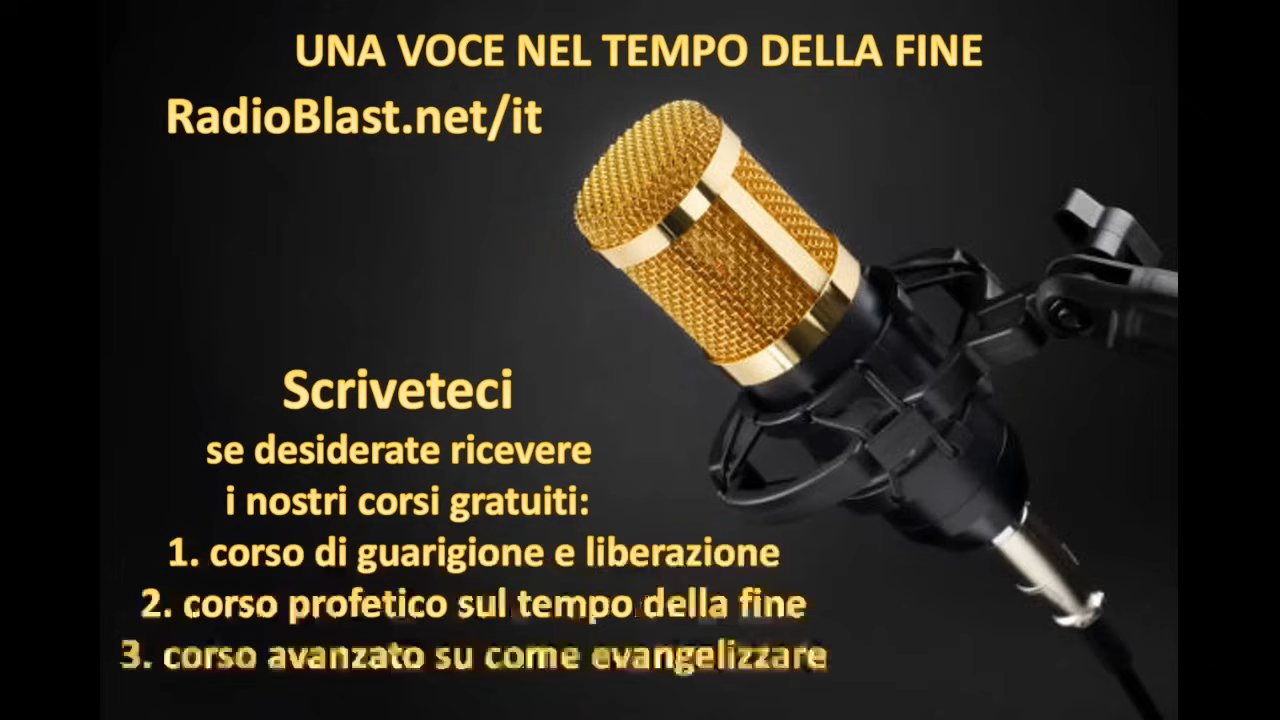 UNA VOCE NEL TEMPO DELLA FINE
RadioBlast.net/it
Scriveteci
se desiderate ricevere
i nostri corsi gratuiti:
1. corso di guarigione e liberazione
2. corso profetico sul tempo della fine
3. corso avanzato su come evangelizzare